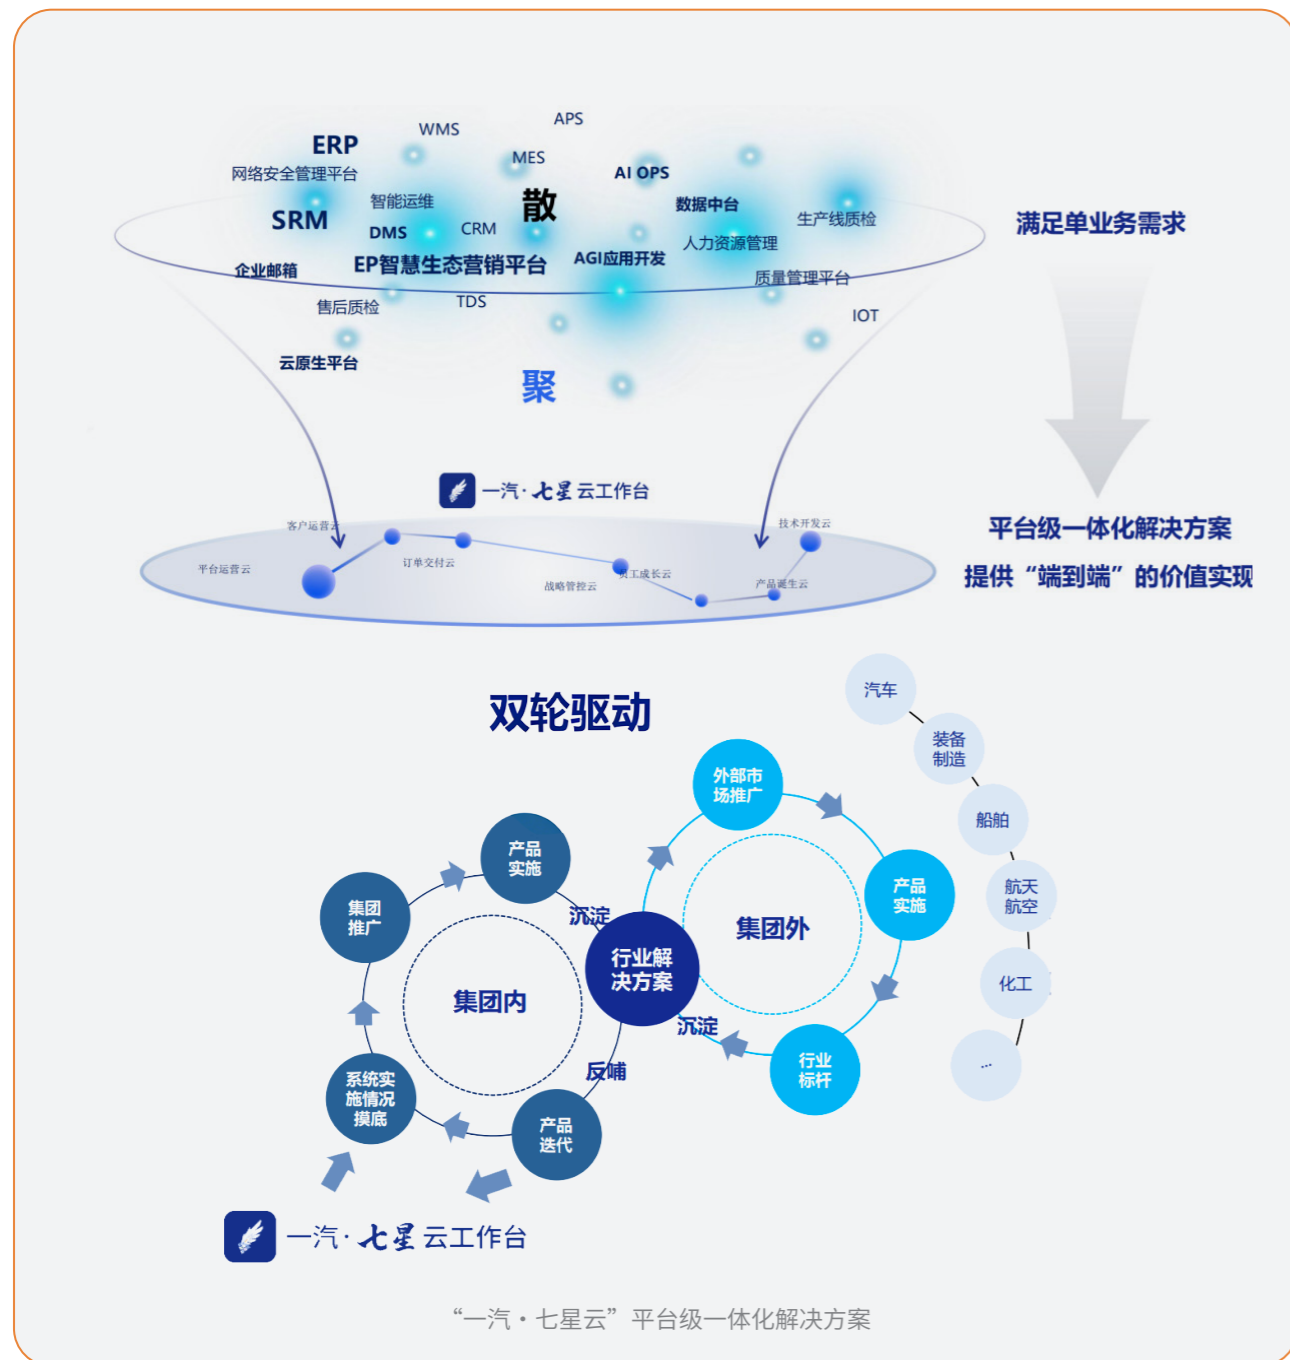 APS
WMS
ERP
MES
网络安全管理平台
AI OPS
智能运维
散
数据中台
SRM
DMS
CRM
人力资源管理
生产线质检
满足单业务需求
企业邮箱
EP智慧生态营销平台
AGI应用开发
质量管理平台
售后质检
TDS
IOT
云原生平台
聚
一汽·七星云工作台
客户运营云
技术开发云
平台运营云
订单交付云
战略管控云
员工成长云
产品诞生云
平台级一体化解决方案
提供“端到端”的价值实现
双轮驱动
汽车
装备
制造
船舶
航天
航空
化工
...
外部市
场推广
产品
实施
集团外
行业
标杆
沉淀
产品
实施
集团
推广
沉淀
行业解
决方案
集团内
反哺
系统实
施情况
摸底
产品
迭代
一汽·七星云工作台
“一汽·七星云”平台级一体化解决方案